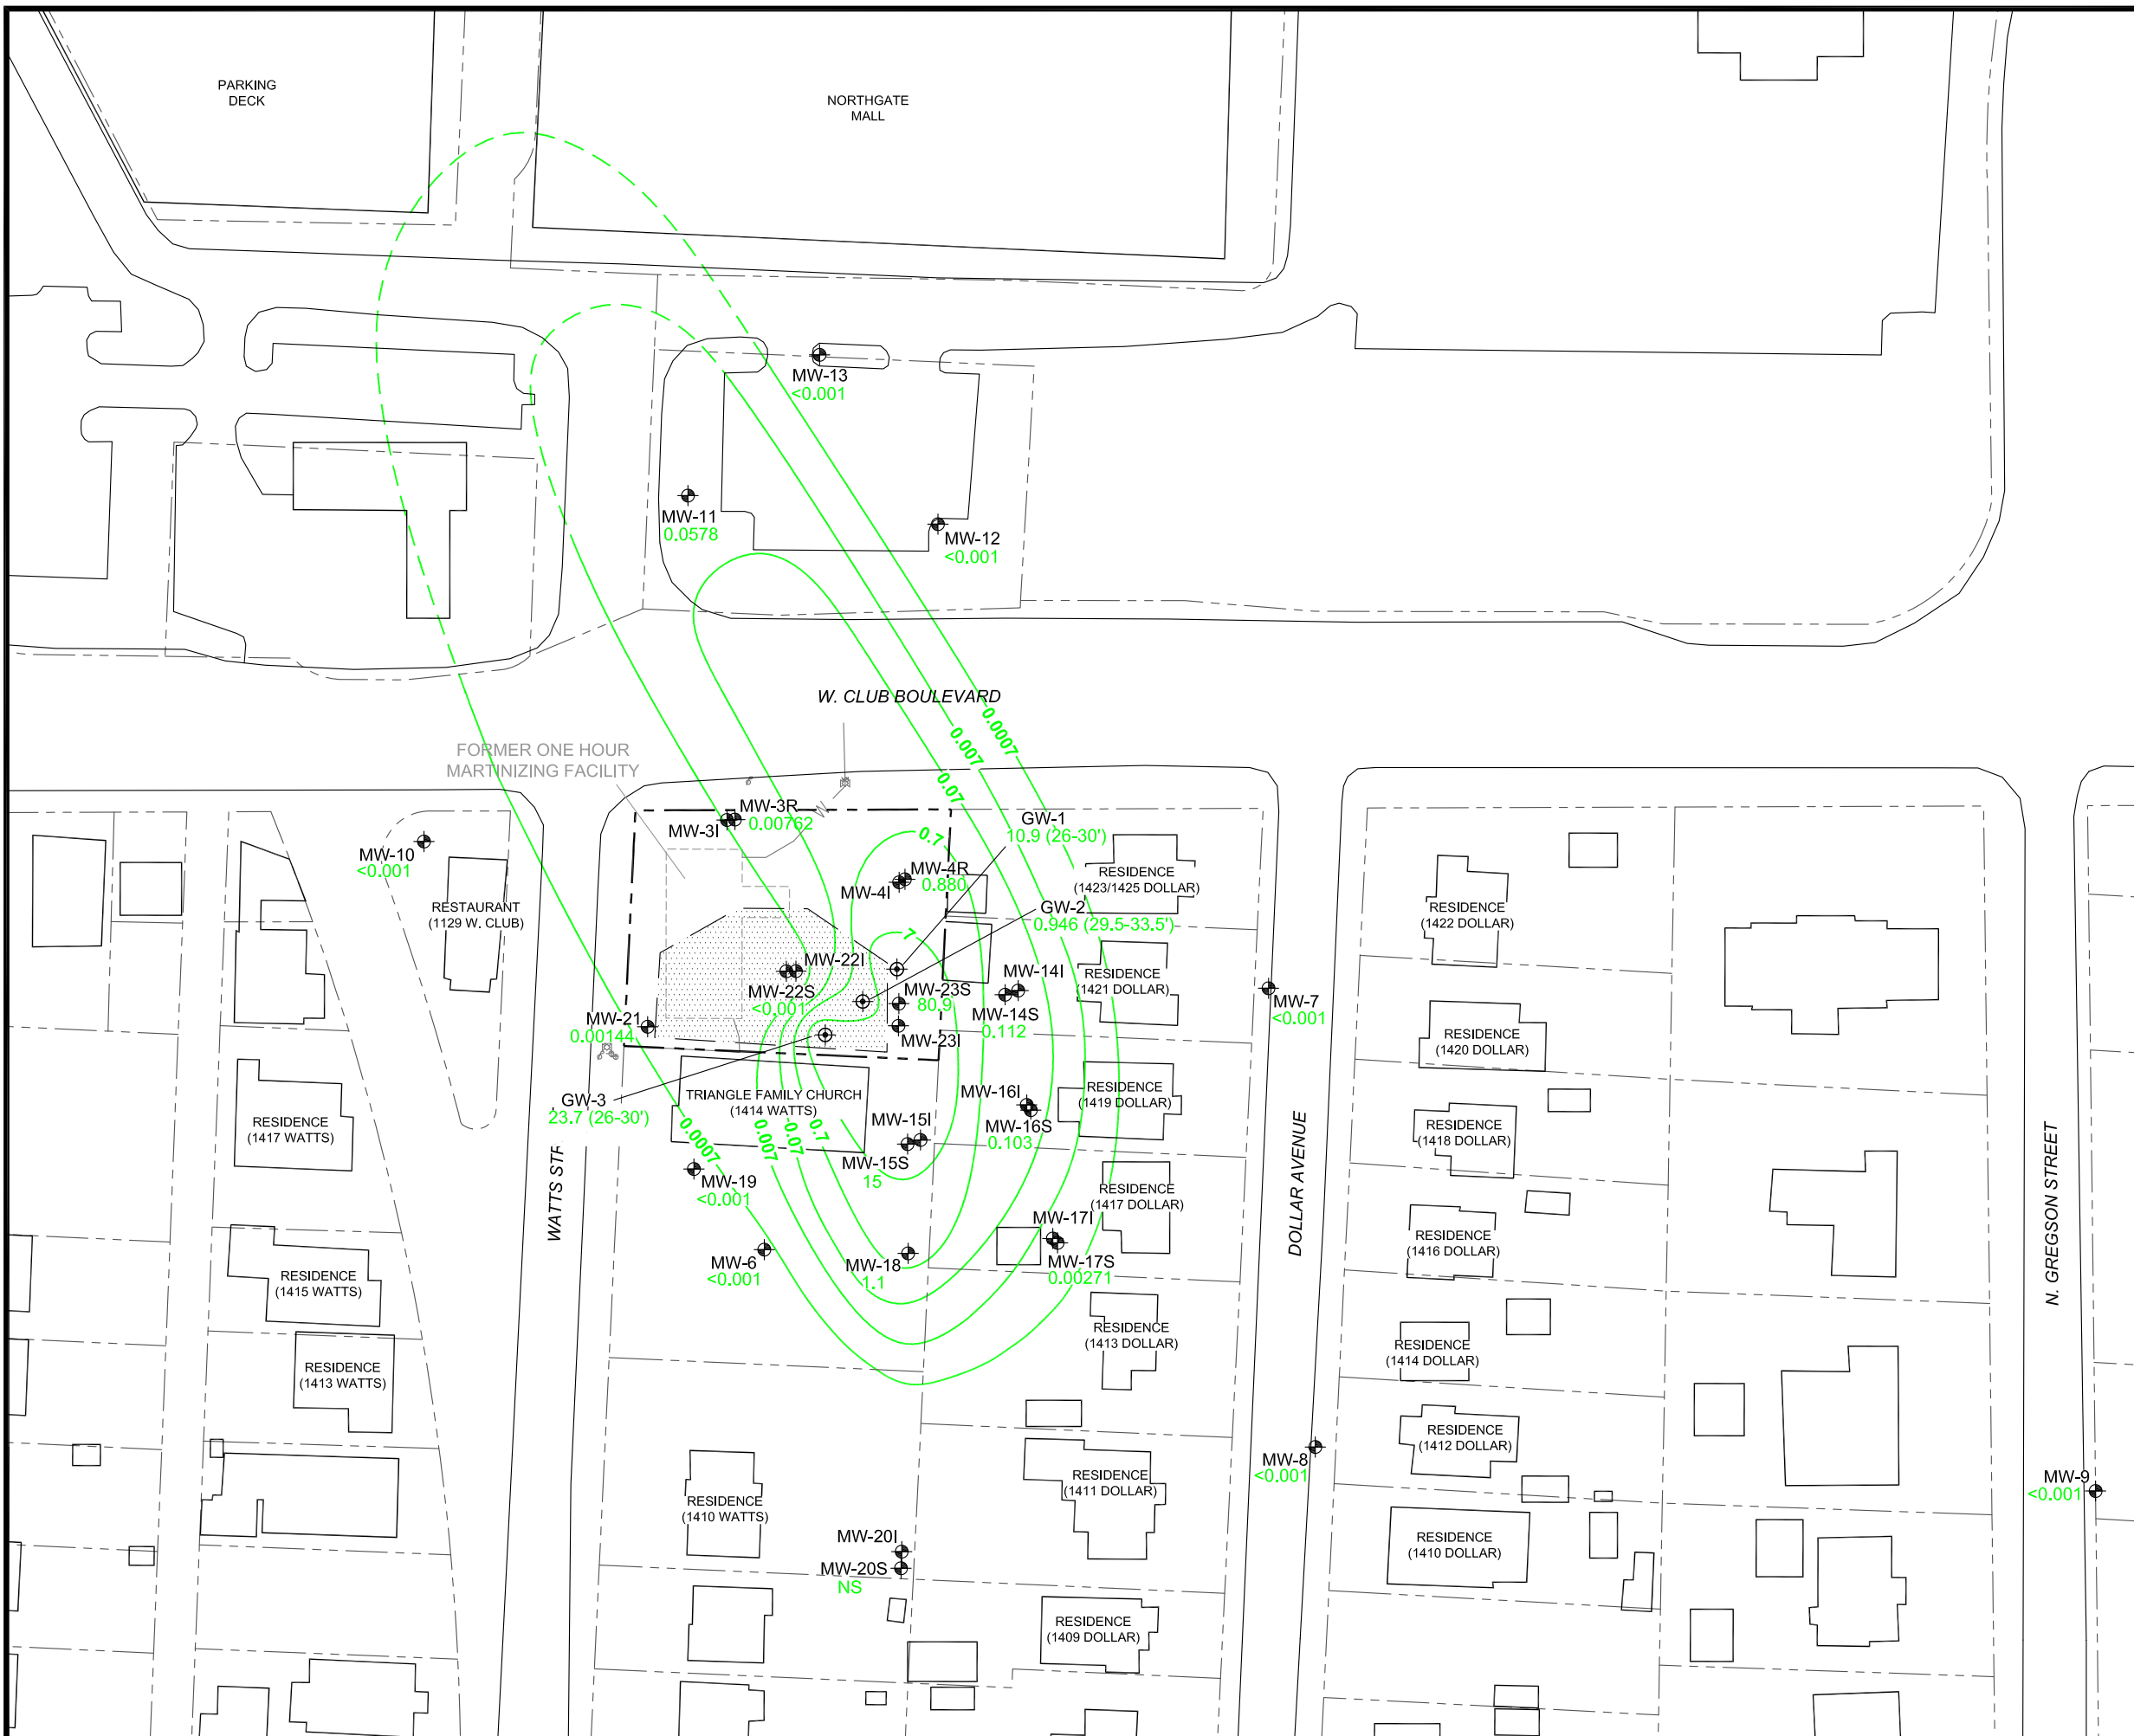 PARKING
DECK
NORTHGATE
MALL
MW-13
<0.001
MW-11
0.0578
MW-12
<0.001
W. CLUB BOULEVARD
0.0007
0.007
0.07
FORMER ONE HOUR
MARTINIZING FACILITY
MW-3R
0.00762
MW-3I
GW-1
10.9 (26-30')
0.7
MW-10
<0.001
MW-4R
0.880
MW-4I
RESIDENCE
(1423/1425 DOLLAR)
RESTAURANT
(1129 W. CLUB)
GW-2
0.946 (29.5-33.5')
RESIDENCE
(1422 DOLLAR)
7
MW-22I
MW-22S
<0.001
MW-14I
MW-14S
0.112
RESIDENCE
(1421 DOLLAR)
MW-23S
80.9
MW-23I
MW-7
<0.001
MW-21
0.00144
RESIDENCE
(1420 DOLLAR)
GW-3
23.7 (26-30')
TRIANGLE FAMILY CHURCH
(1414 WATTS)
MW-16I
MW-16S
0.103
RESIDENCE
(1419 DOLLAR)
RESIDENCE
(1417 WATTS)
RESIDENCE
(1418 DOLLAR)
0.0007
0.007
0.07
0.7
MW-15I
MW-15S
15
WATTS STR
DOLLAR AVENUE
N. GREGSON STREET
MW-19
<0.001
RESIDENCE
(1417 DOLLAR)
MW-17I
MW-17S
0.00271
MW-6
<0.001
MW-18
1.1
RESIDENCE
(1416 DOLLAR)
RESIDENCE
(1415 WATTS)
RESIDENCE
(1413 DOLLAR)
RESIDENCE
(1414 DOLLAR)
RESIDENCE
(1413 WATTS)
RESIDENCE
(1412 DOLLAR)
MW-8
<0.001
MW-9
<0.001
RESIDENCE
(1411 DOLLAR)
RESIDENCE
(1410 WATTS)
MW-20I
MW-20S
NS
RESIDENCE
(1410 DOLLAR)
RESIDENCE
(1409 DOLLAR)